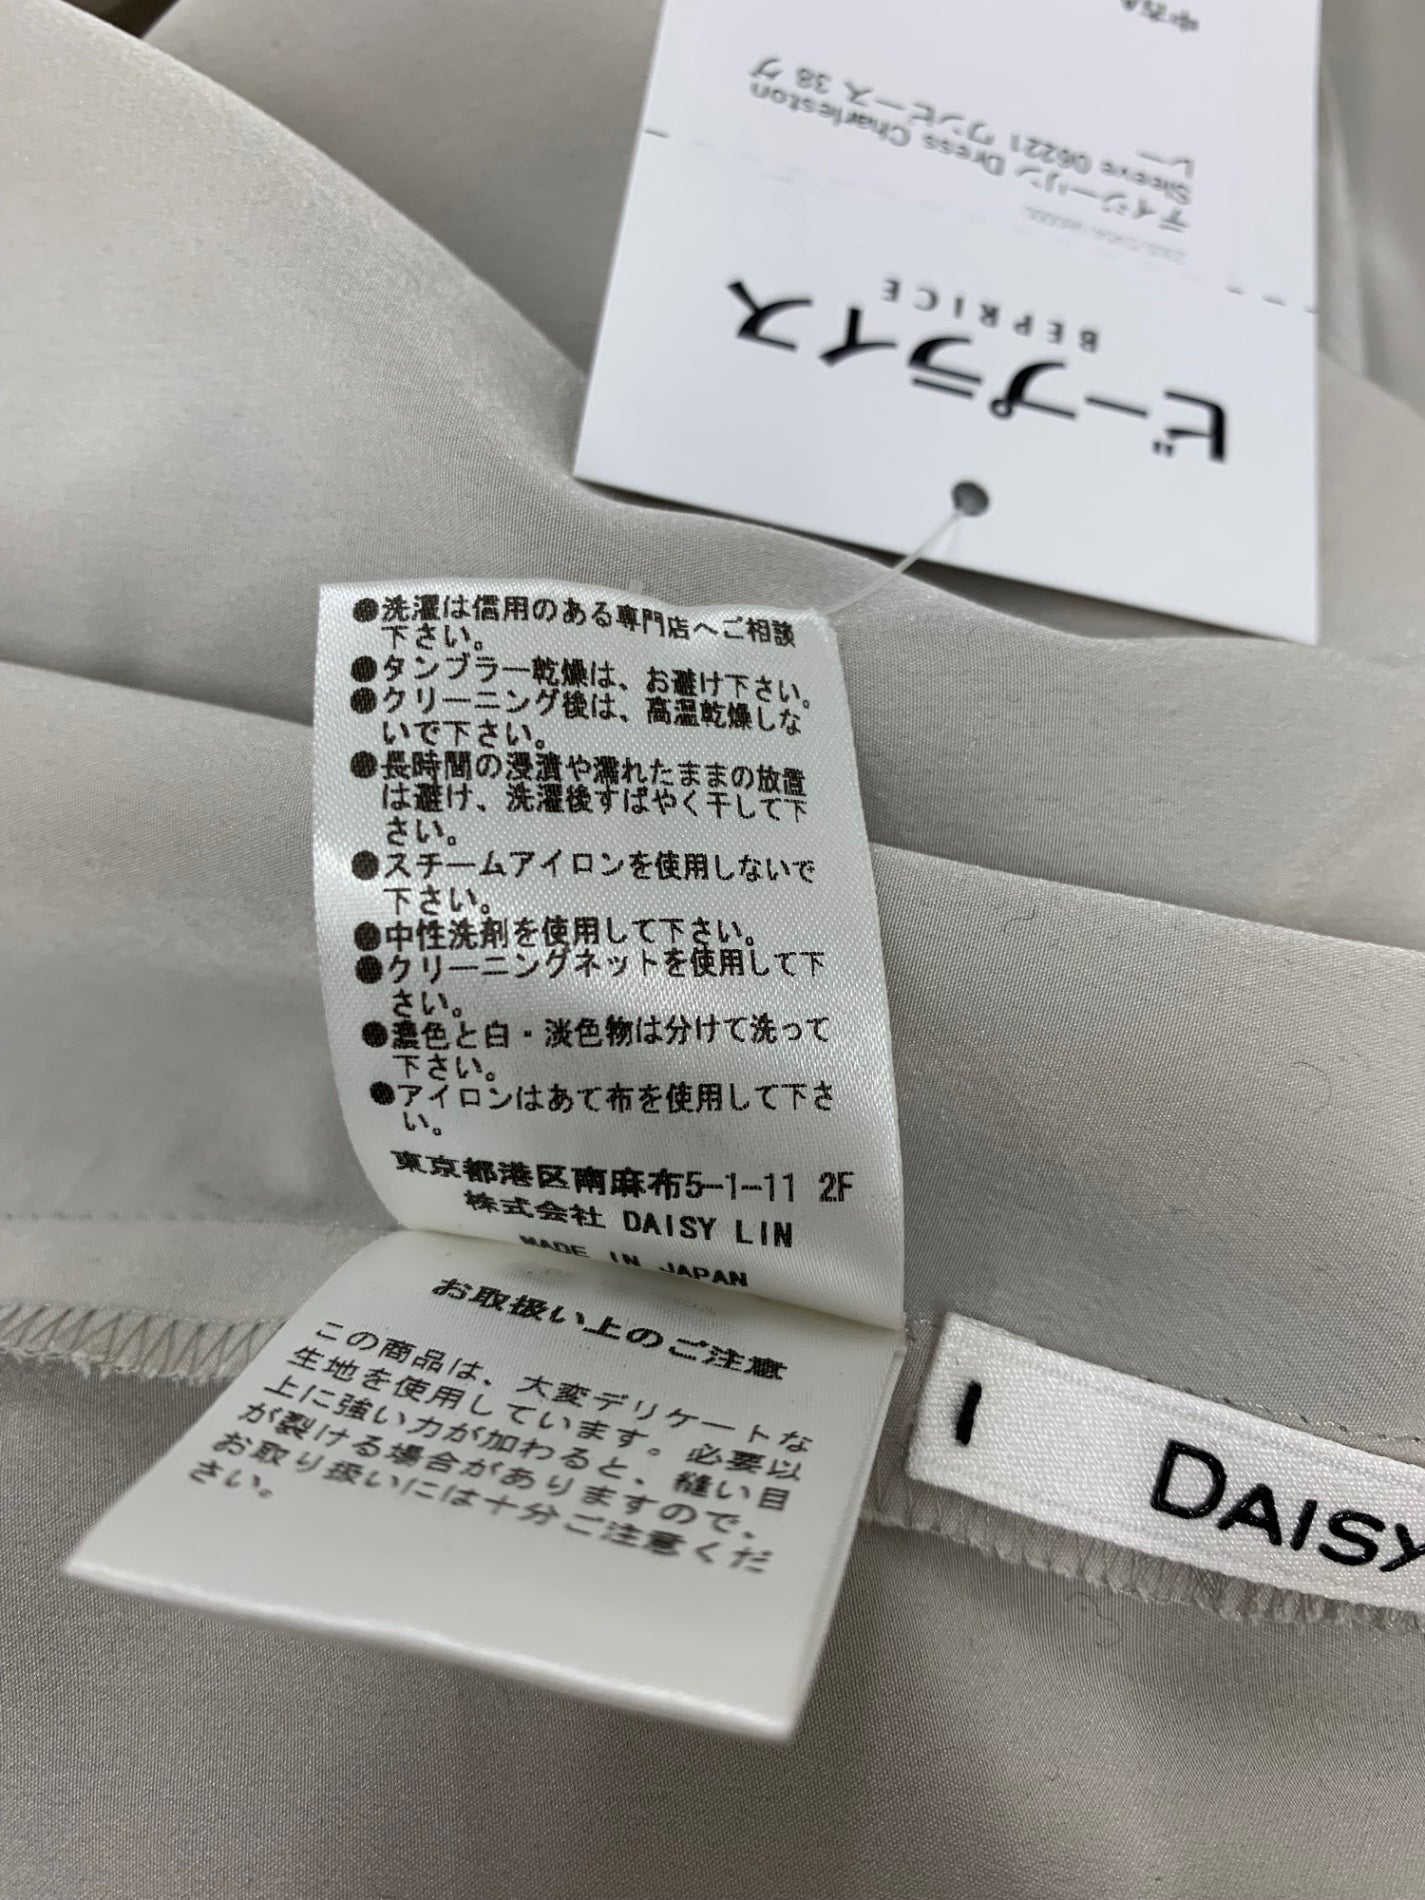 中古A
デイジーリン Dress Charleston
Sleeve 06221 ワンピース 38 グ
レー
ビープライス
BEPRICE
●洗濯は信用のある専門店へご相談
下さい。
●タンブラー乾燥は、お避け下さい。
●クリーニング後は、高温乾燥しな
いで下さい。
●長時間の浸漬や濡れたままの放置
は避け、洗濯後すばやく干して下
さい。
●スチームアイロンを使用しないで
下さい。
●中性洗剤を使用して下さい。
●クリーニングネットを使用して下
さい。
●濃色と白・淡色物は分けて洗って
下さい。
●アイロンはあて布を使用して下さ
い。
東京都港区南麻布5-1-11 2F
株式会社 DAISY LIN
MADE IN JAPAN
お取扱い上のご注意
この商品は、大変デリケートな
生地を使用しています。必要以
上に強い力が加わると、縫い目
が裂ける場合がありますので、
お取り扱いには十分ご注意くだ
さい。
DAISY